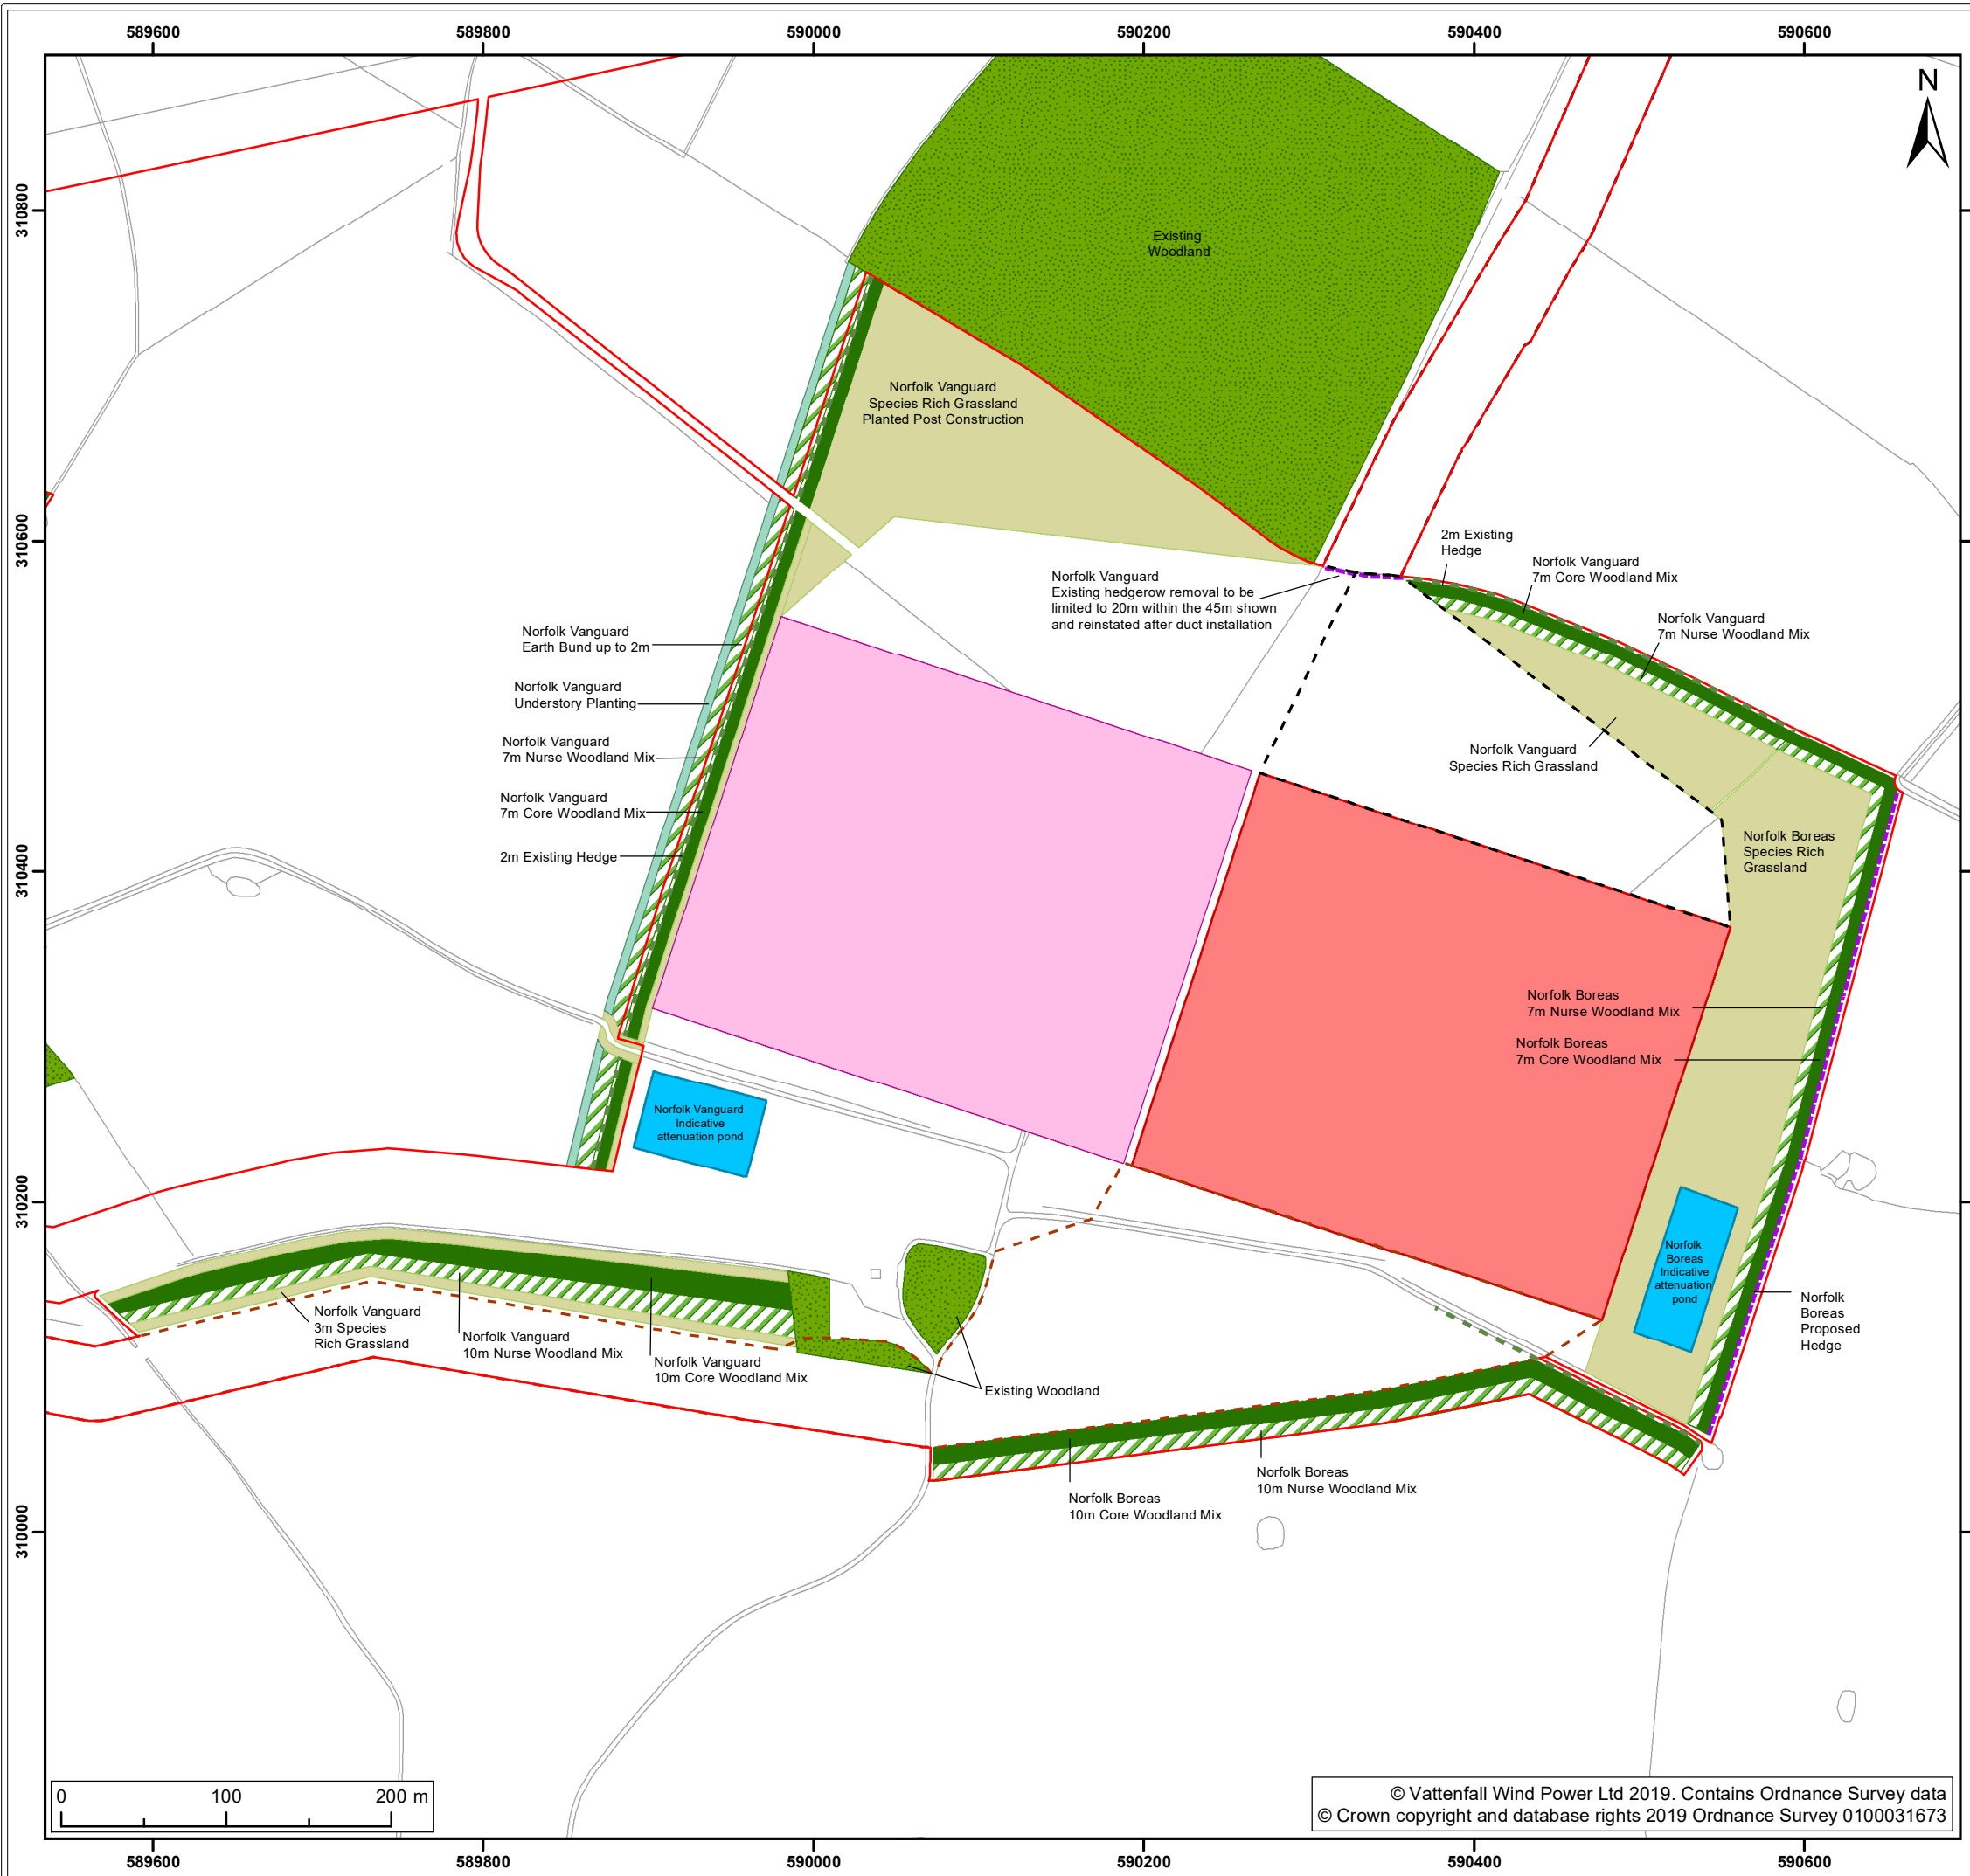 589600
589800
590000
590200
590400
590600
N
310800
310600
310400
310200
310000
Existing
Woodland
Norfolk Vanguard
Species Rich Grassland
Planted Post Construction
2m Existing
Hedge
Norfolk Vanguard
7m Core Woodland Mix
Norfolk Vanguard
Existing hedgerow removal to be
limited to 20m within the 45m shown
and reinstated after duct installation
Norfolk Vanguard
7m Nurse Woodland Mix
Norfolk Vanguard
Earth Bund up to 2m
Norfolk Vanguard
Understory Planting
Norfolk Vanguard
7m Nurse Woodland Mix
Norfolk Vanguard
7m Core Woodland Mix
2m Existing Hedge
Norfolk Vanguard
Species Rich Grassland
Norfolk Boreas
Species Rich
Grassland
Norfolk Boreas
7m Nurse Woodland Mix
Norfolk Boreas
7m Core Woodland Mix
Norfolk Vanguard
Indicative
attenuation pond
Norfolk
Boreas
Indicative
attenuation
pond
Norfolk
Boreas
Proposed
Hedge
Norfolk Vanguard
3m Species
Rich Grassland
Norfolk Vanguard
10m Nurse Woodland Mix
Norfolk Vanguard
10m Core Woodland Mix
Existing Woodland
Norfolk Boreas
10m Nurse Woodland Mix
Norfolk Boreas
10m Core Woodland Mix
0 100 200 m
© Vattenfall Wind Power Ltd 2019. Contains Ordnance Survey data
© Crown copyright and database rights 2019 Ordnance Survey 0100031673
589600
589800
590000
590200
590400
590600